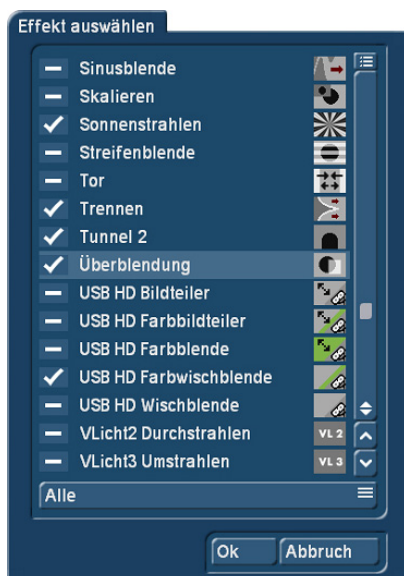 Effekt auswählen
Sinusblende
Skalieren
Sonnenstrahlen
Streifenblende
Tor
Trennen
Tunnel 2
Überblendung
USB HD Bildteiler
USB HD Farbbildteiler
USB HD Farbblende
USB HD Farbwischblende
USB HD Wischblende
VLicht2 Durchstrahlen VL 2
VLicht3 Umstrahlen VL 3
Alle
Ok Abbruch